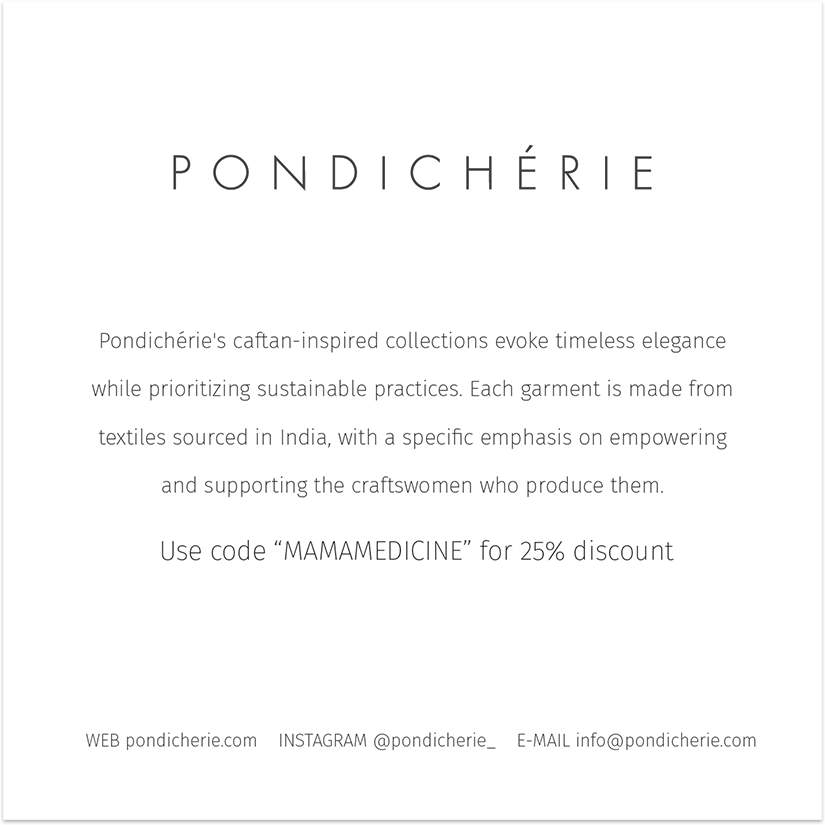 PONDICHÉRIE
Pondichérie's caftan-inspired collections evoke timeless elegance
while prioritizing sustainable practices. Each garment is made from
textiles sourced in India, with a specific emphasis on empowering
and supporting the craftswomen who produce them.
Use code “MAMAMEDICINE” for 25% discount
WEB pondicherie.com INSTAGRAM @pondicherie_ E-MAIL info@pondicherie.com